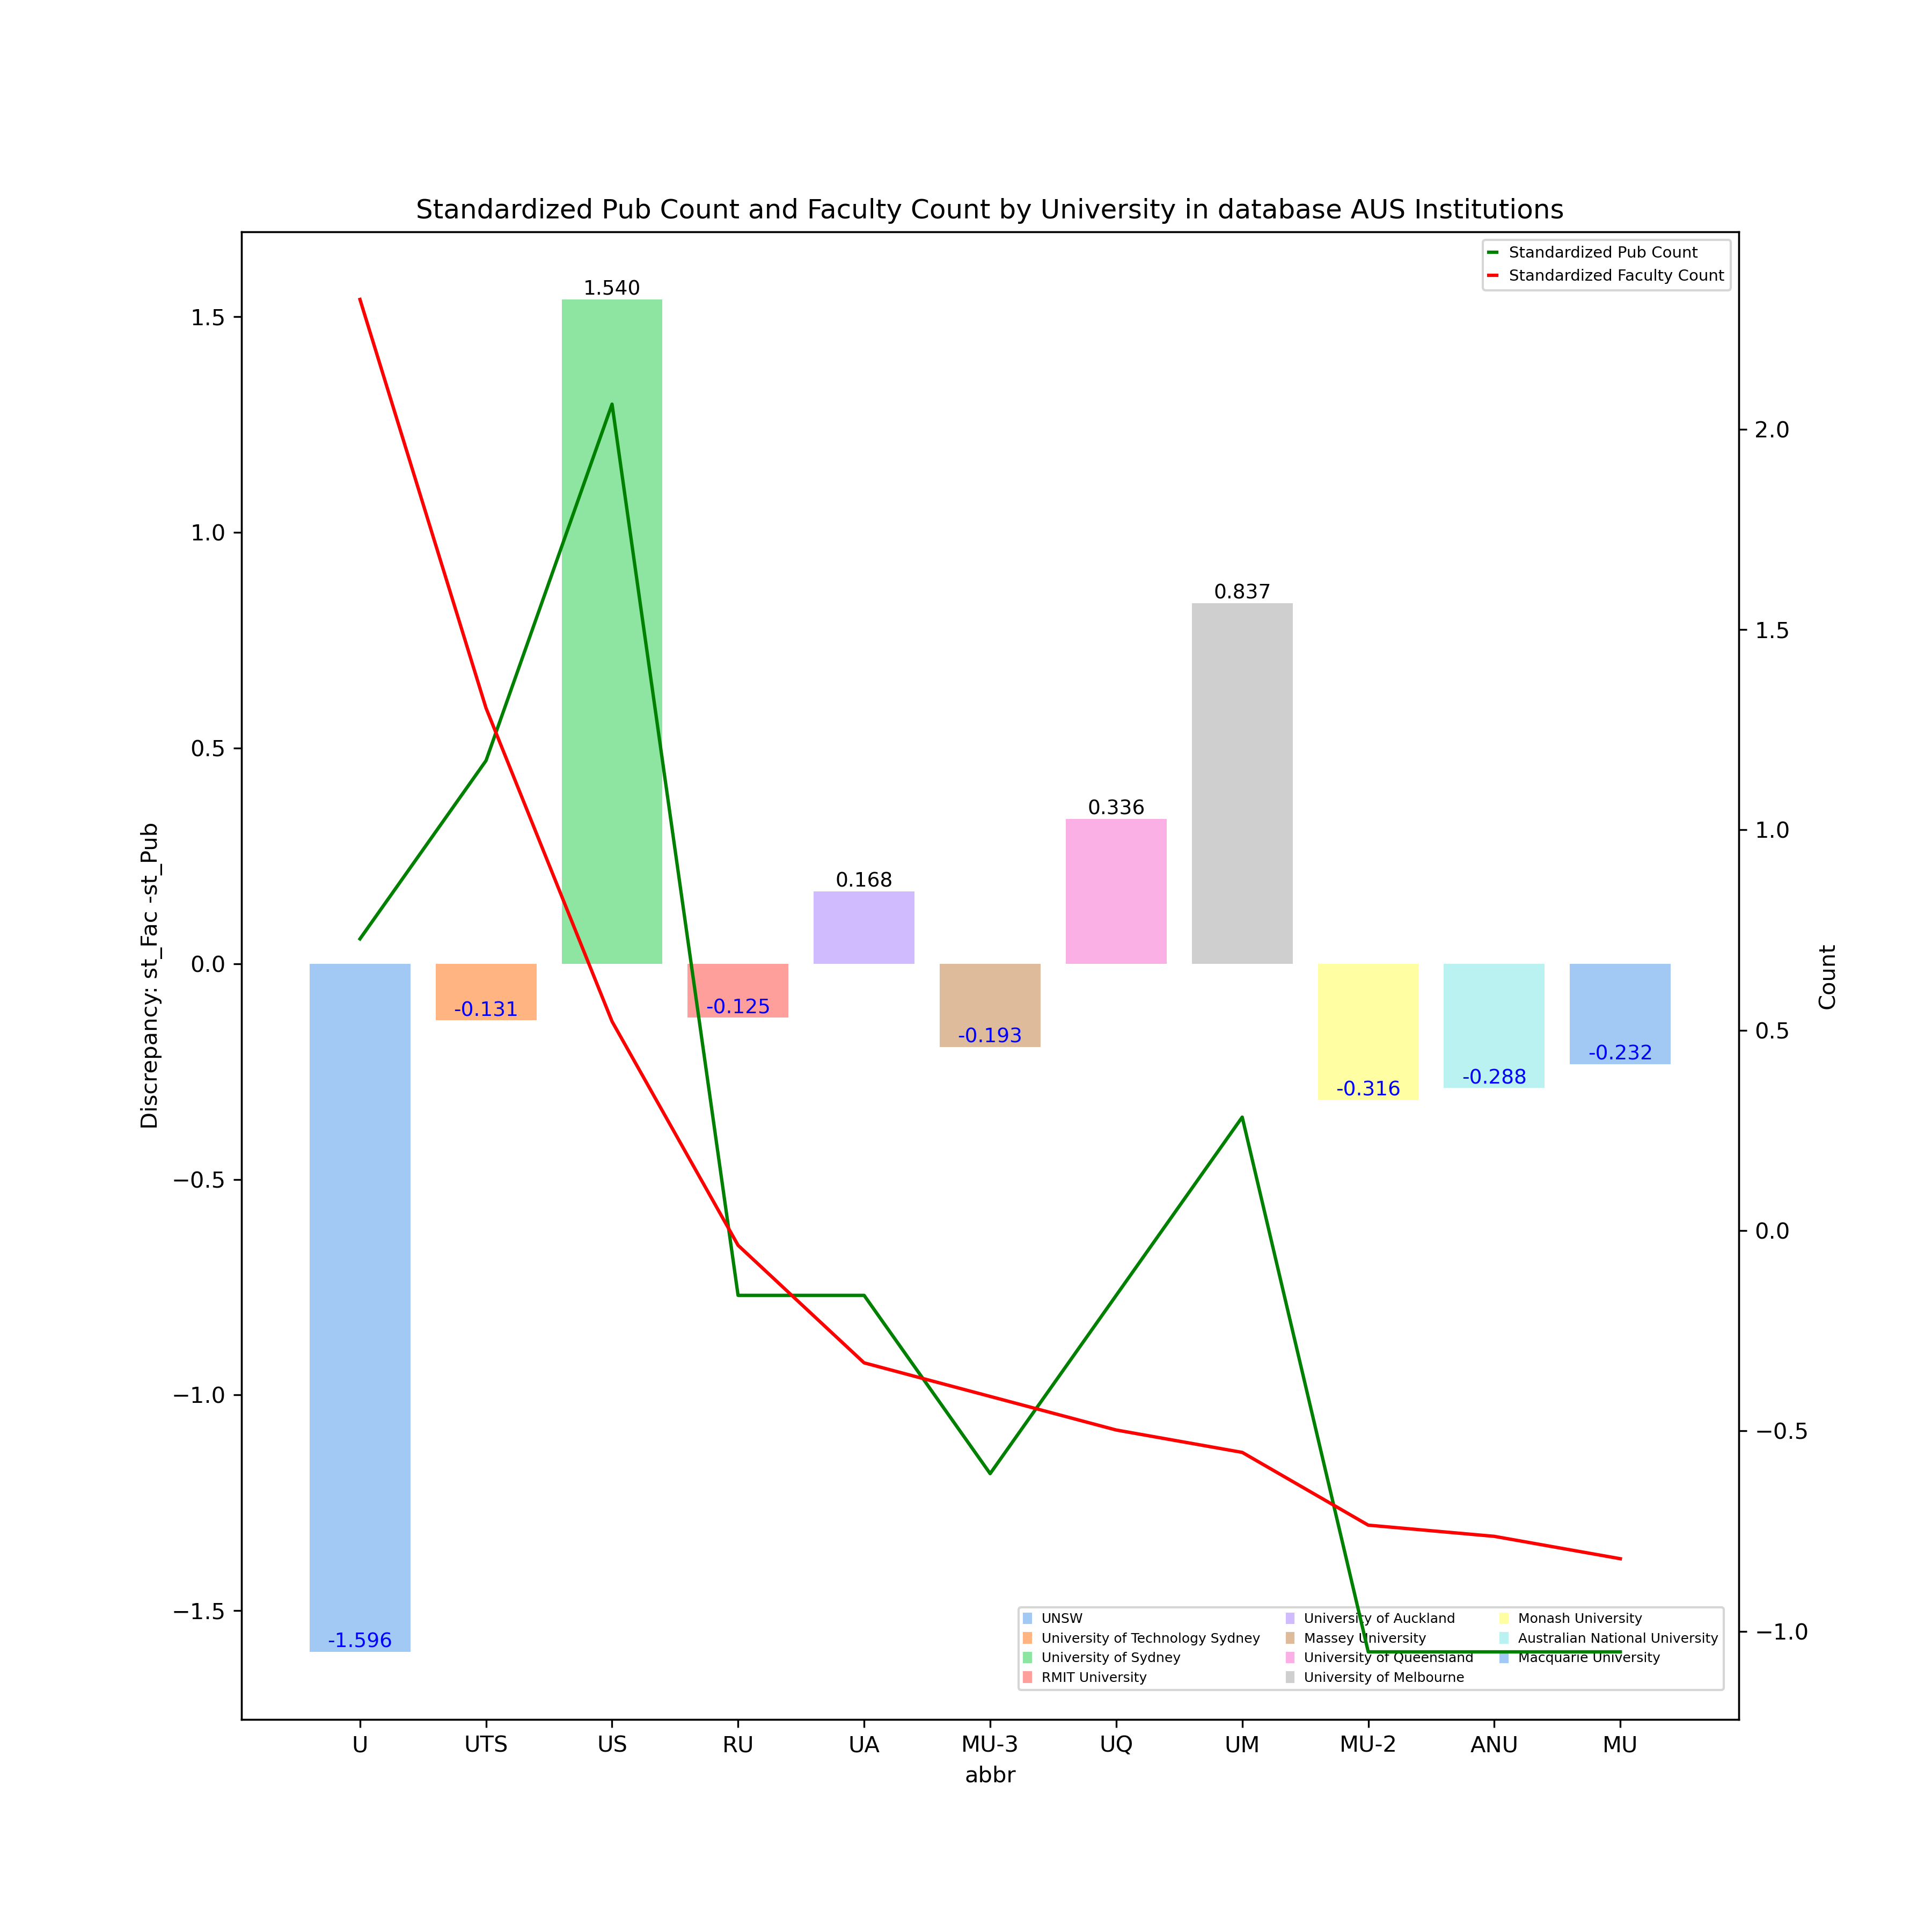 Standardized Pub Count and Faculty Count by University in database AUS Institutions
Standardized Pub Count
Standardized Faculty Count
1.5
1.0
0.5
0.0
−0.5
−1.0
−1.5
Discrepancy: st_Fac -st_Pub
-1.596
-0.131
1.540
-0.125
0.168
-0.193
0.336
0.837
-0.316
-0.288
-0.232
2.0
1.5
1.0
0.5
0.0
−0.5
−1.0
Count
UNSW
University of Technology Sydney
University of Sydney
RMIT University
University of Auckland
Massey University
University of Queensland
University of Melbourne
Monash University
Australian National University
Macquarie University
U UTS US RU UA MU-3 UQ UM MU-2 ANU MU
abbr